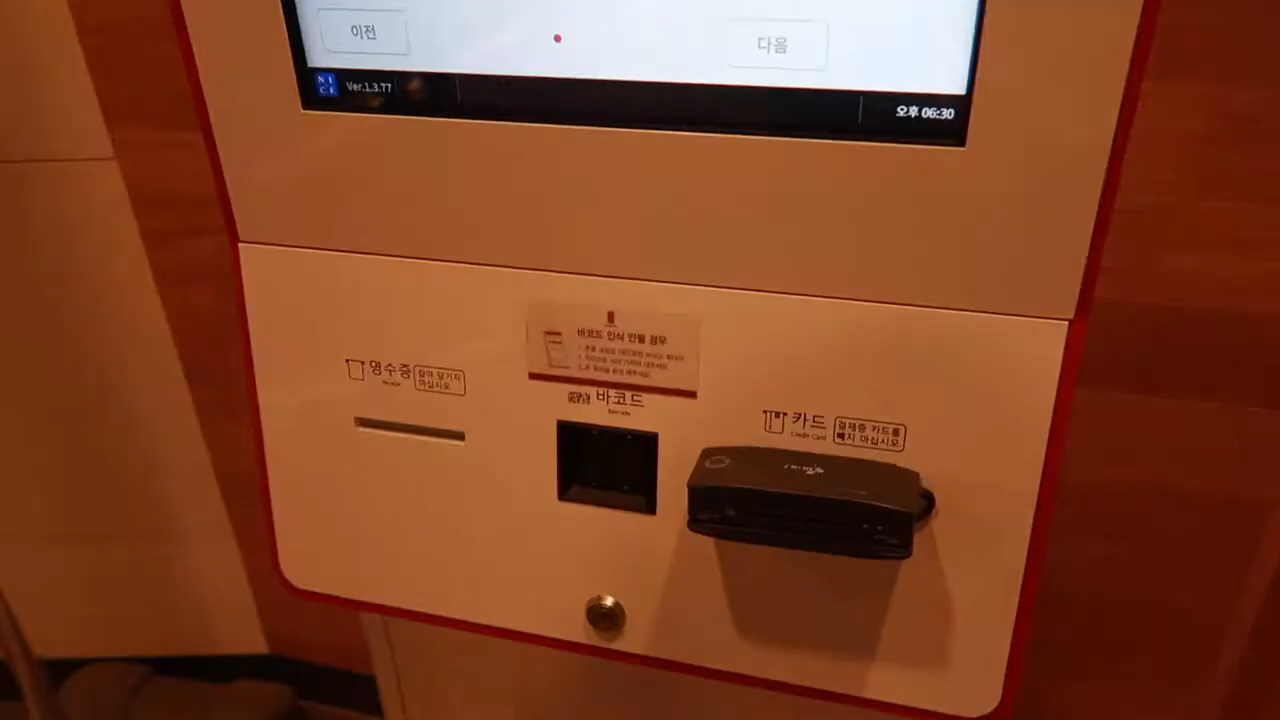 이전
다음
NICE
Ver.1.3.77
오후 06:30
바코드 인식 안될 경우
영수증
Receipt
잡아 당기지
마십시오
바코드
Barcode
카드
Credit Card
결제중 카드를
빼지 마십시오